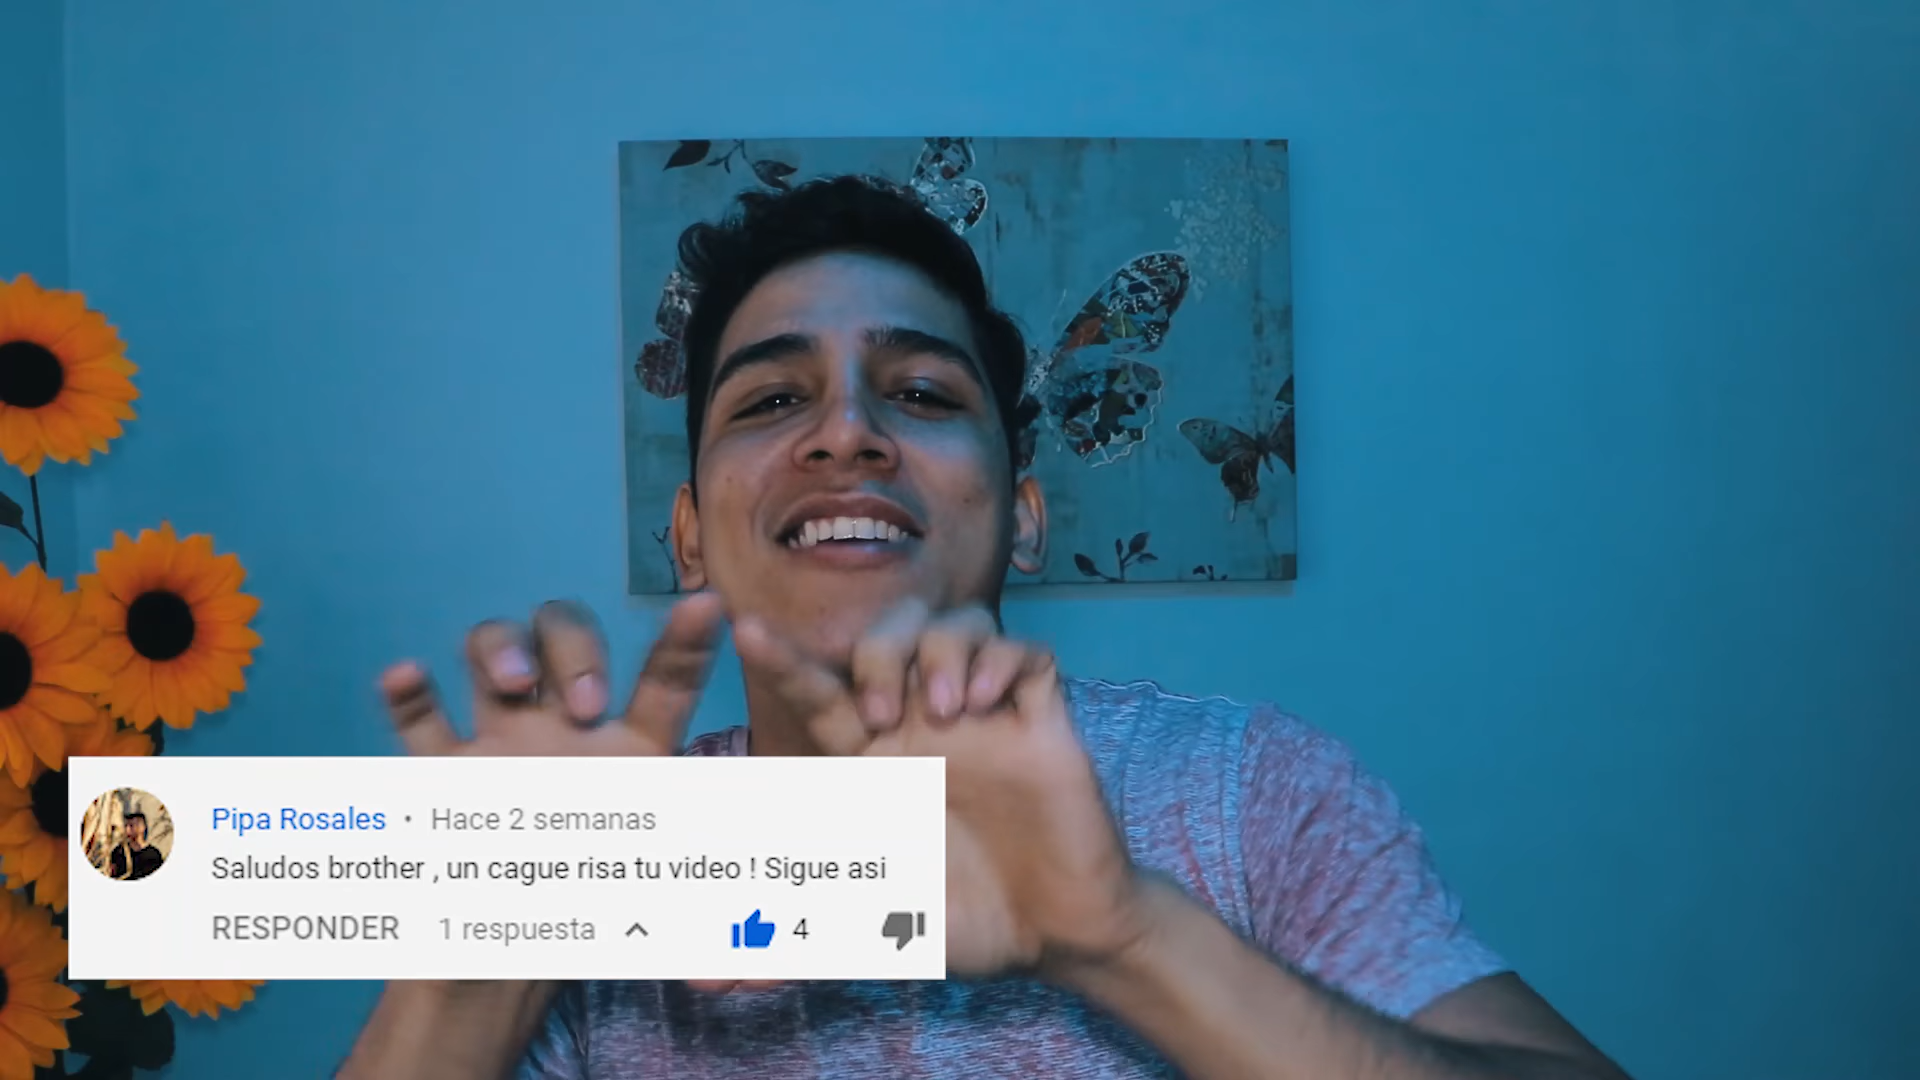 Pipa Rosales • Hace 2 semanas
Saludos brother , un cague risa tu video ! Sigue asi
RESPONDER 1 respuesta 4